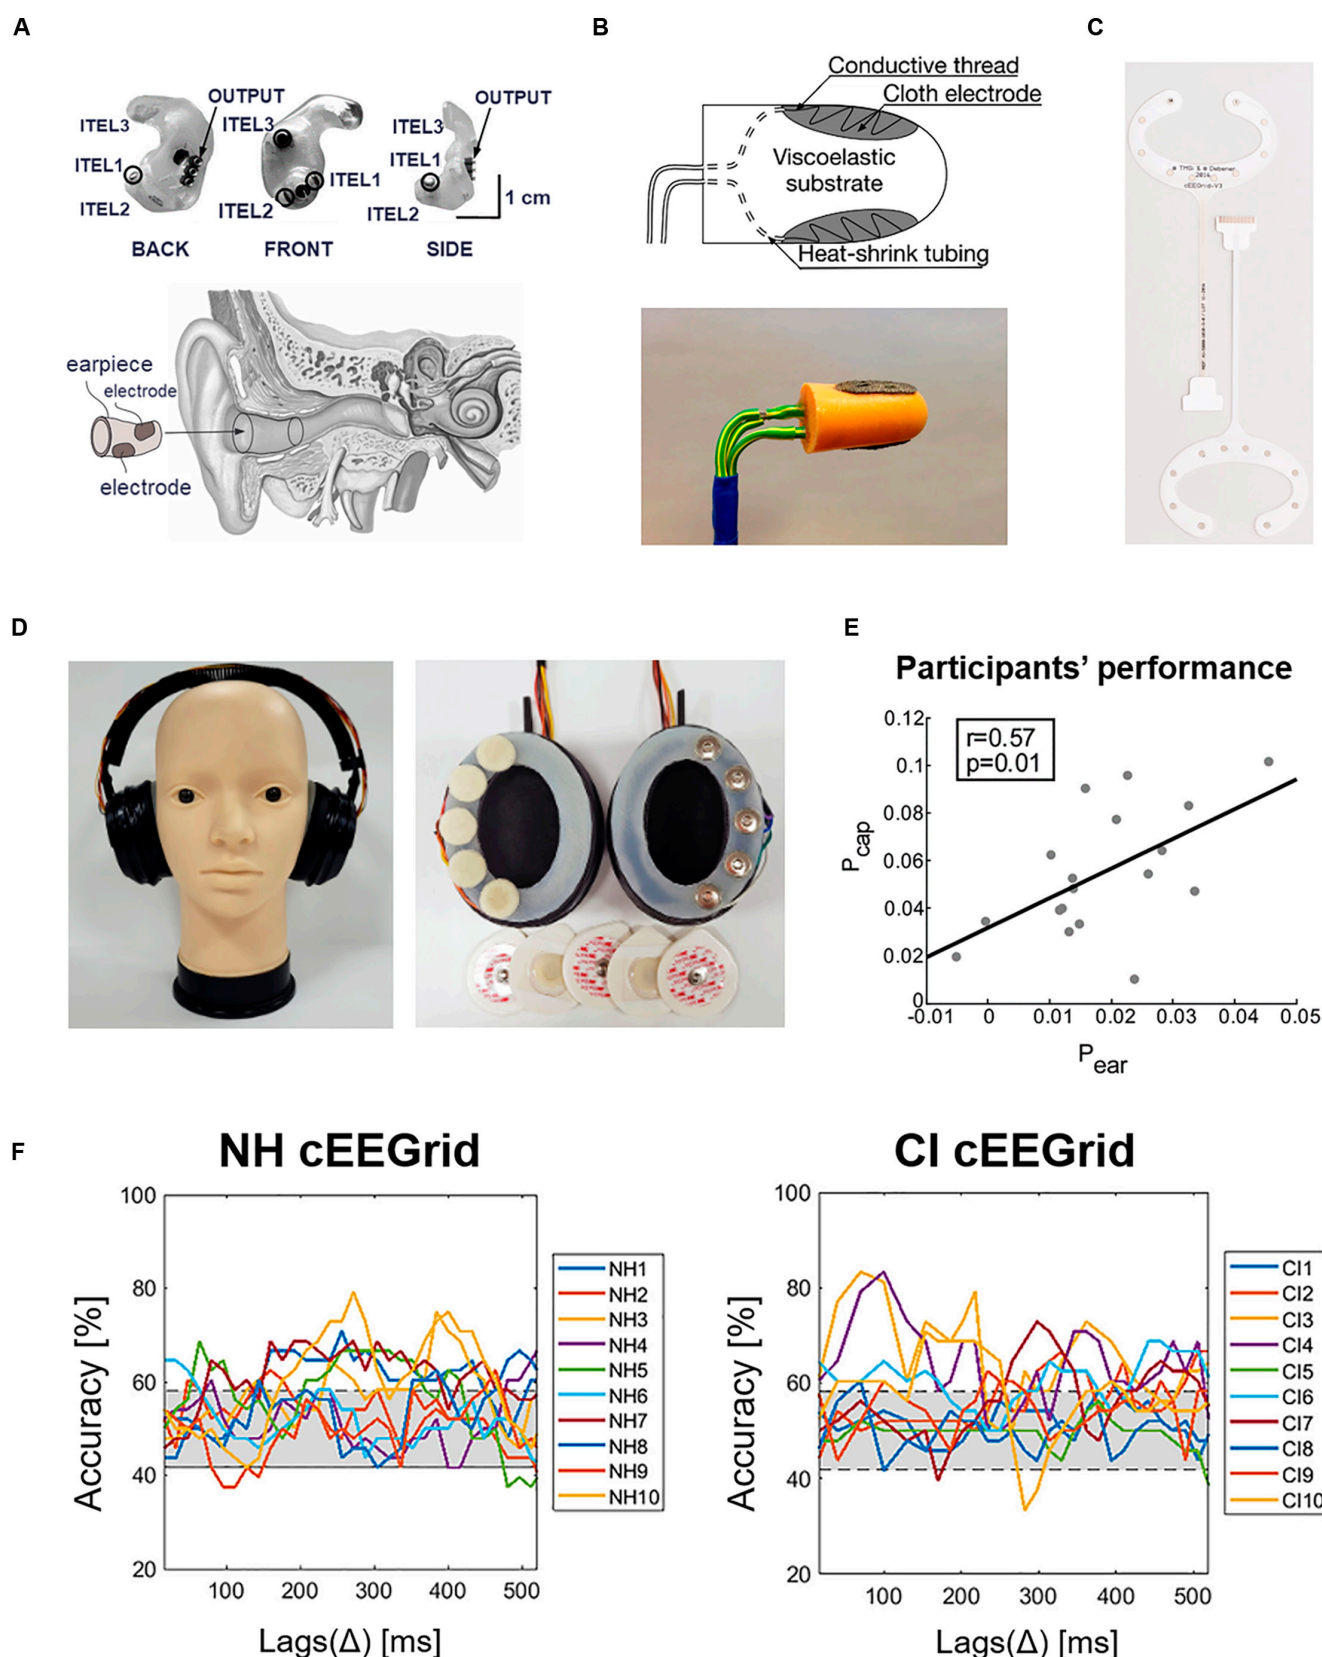 A
OUTPUT
ITEL3
ITEL1
ITEL2
BACK
ITEL3
ITEL1
ITEL2
FRONT
OUTPUT
ITEL3
ITEL1
ITEL2
1 cm
SIDE
earpiece
electrode
electrode
B
Conductive thread
Cloth electrode
Viscoelastic
substrate
Heat-shrink tubing
C
TMSi & Debener
2016
cEEGrid-V3
D
E
Participants’ performance
r=0.57
p=0.01
0.12
0.1
0.08
0.06
0.04
0.02
0
Pcap
-0.01 0 0.01 0.02 0.03 0.04 0.05
Pear
F
NH cEEGrid
100
80
60
40
20
Accuracy [%]
100 200 300 400 500
Lags(Δ) [ms]
NH1
NH2
NH3
NH4
NH5
NH6
NH7
NH8
NH9
NH10
CI cEEGrid
100
80
60
40
20
Accuracy [%]
100 200 300 400 500
Lags(Δ) [ms]
CI1
CI2
CI3
CI4
CI5
CI6
CI7
CI8
CI9
CI10